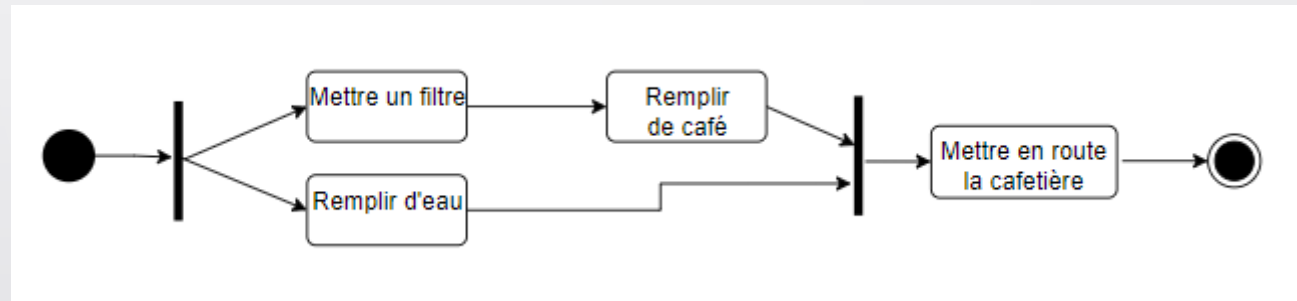 Mettre un filtre
Remplir
de café
Remplir d'eau
Mettre en route
la cafetière